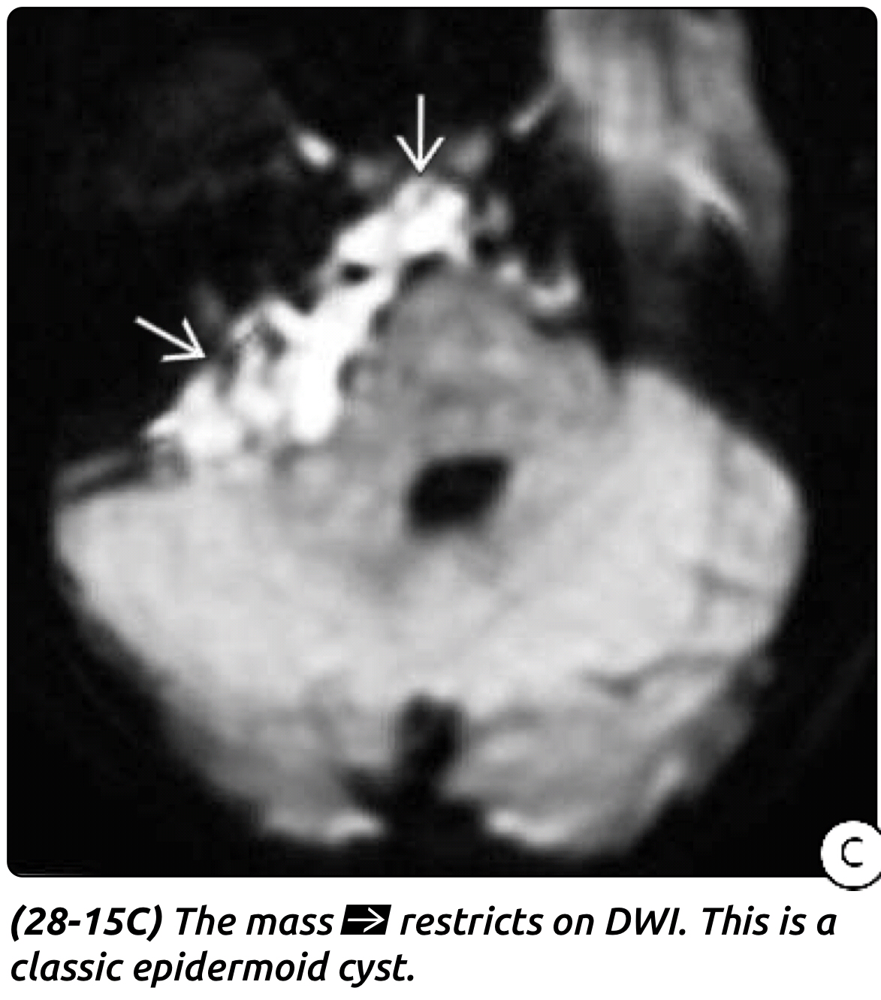 C
(28-15C) The mass restricts on DWI. This is a
classic epidermoid cyst.